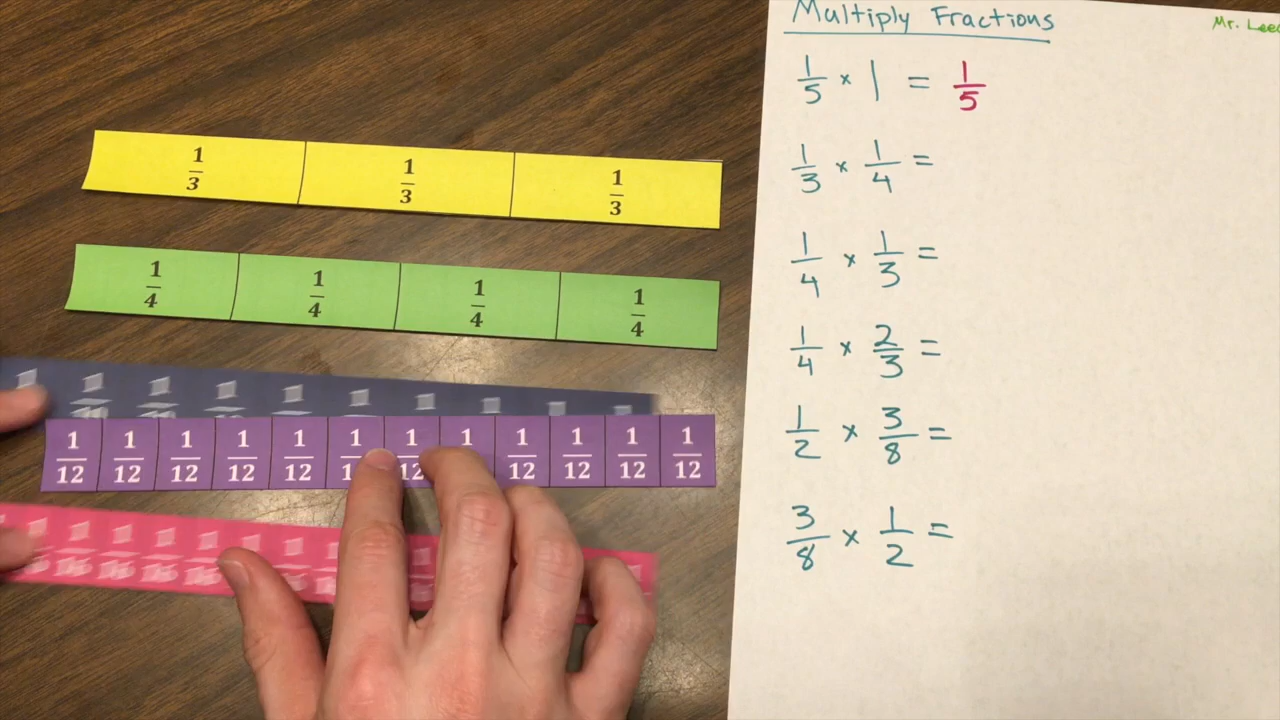 Multiply Fractions
Mr.
1/5 × 1 = 1/5
1/3 × 1/4 =
1/4 × 1/3 =
1/4 × 2/3 =
1/2 × 3/8 =
3/8 × 1/2 =
1/3 1/3 1/3
1/4 1/4 1/4 1/4
1/12 1/12 1/12 1/12 1/12 1/12 1/12 1/12 1/12 1/12 1/12